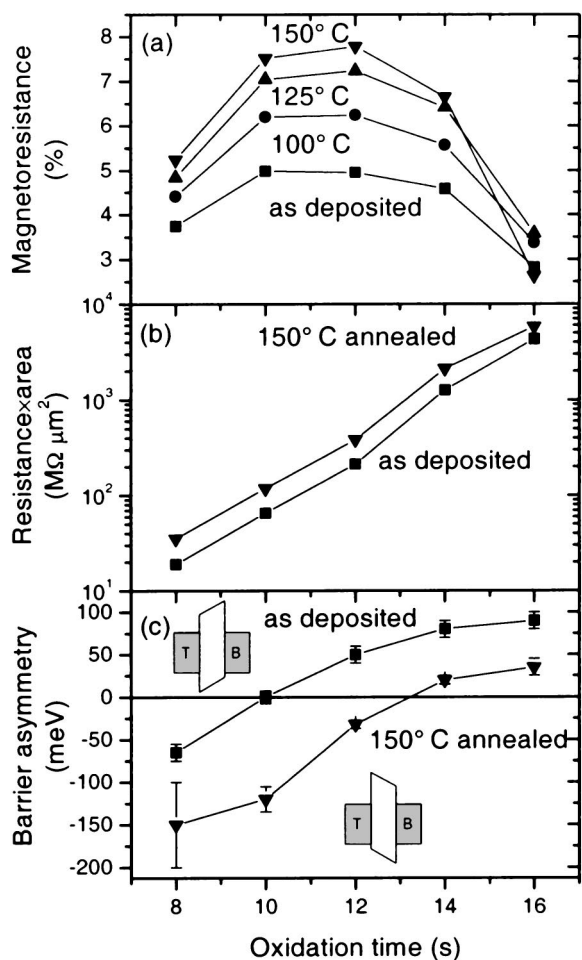 (a)
150° C
125° C
100° C
as deposited
Magnetoresistance
(%)
8
7
6
5
4
3
10⁴
(b)
150° C annealed
as deposited
Resistance×area
(MΩ μm²)
10³
10²
10¹
(c)
as deposited
T B
150° C annealed
T B
Barrier asymmetry
(meV)
100
50
0
-50
-100
-150
-200
8 10 12 14 16
Oxidation time (s)